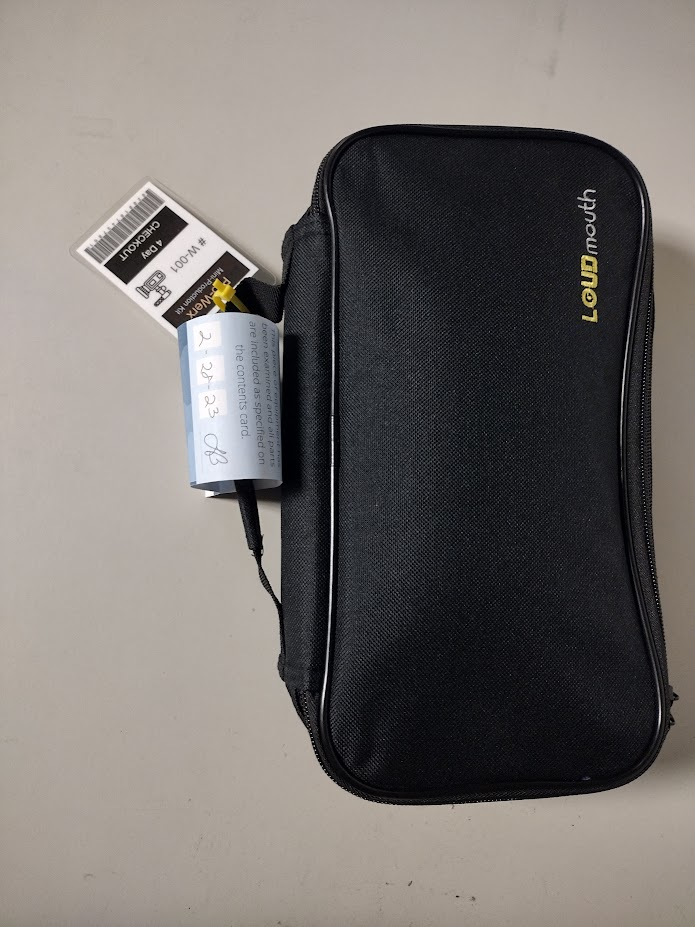 LOUDmouth
Mini-Production Kit
# W-001
4 Day
CHECKOUT
been examined and all parts
are included as specified on
the contents card.
2-28-23